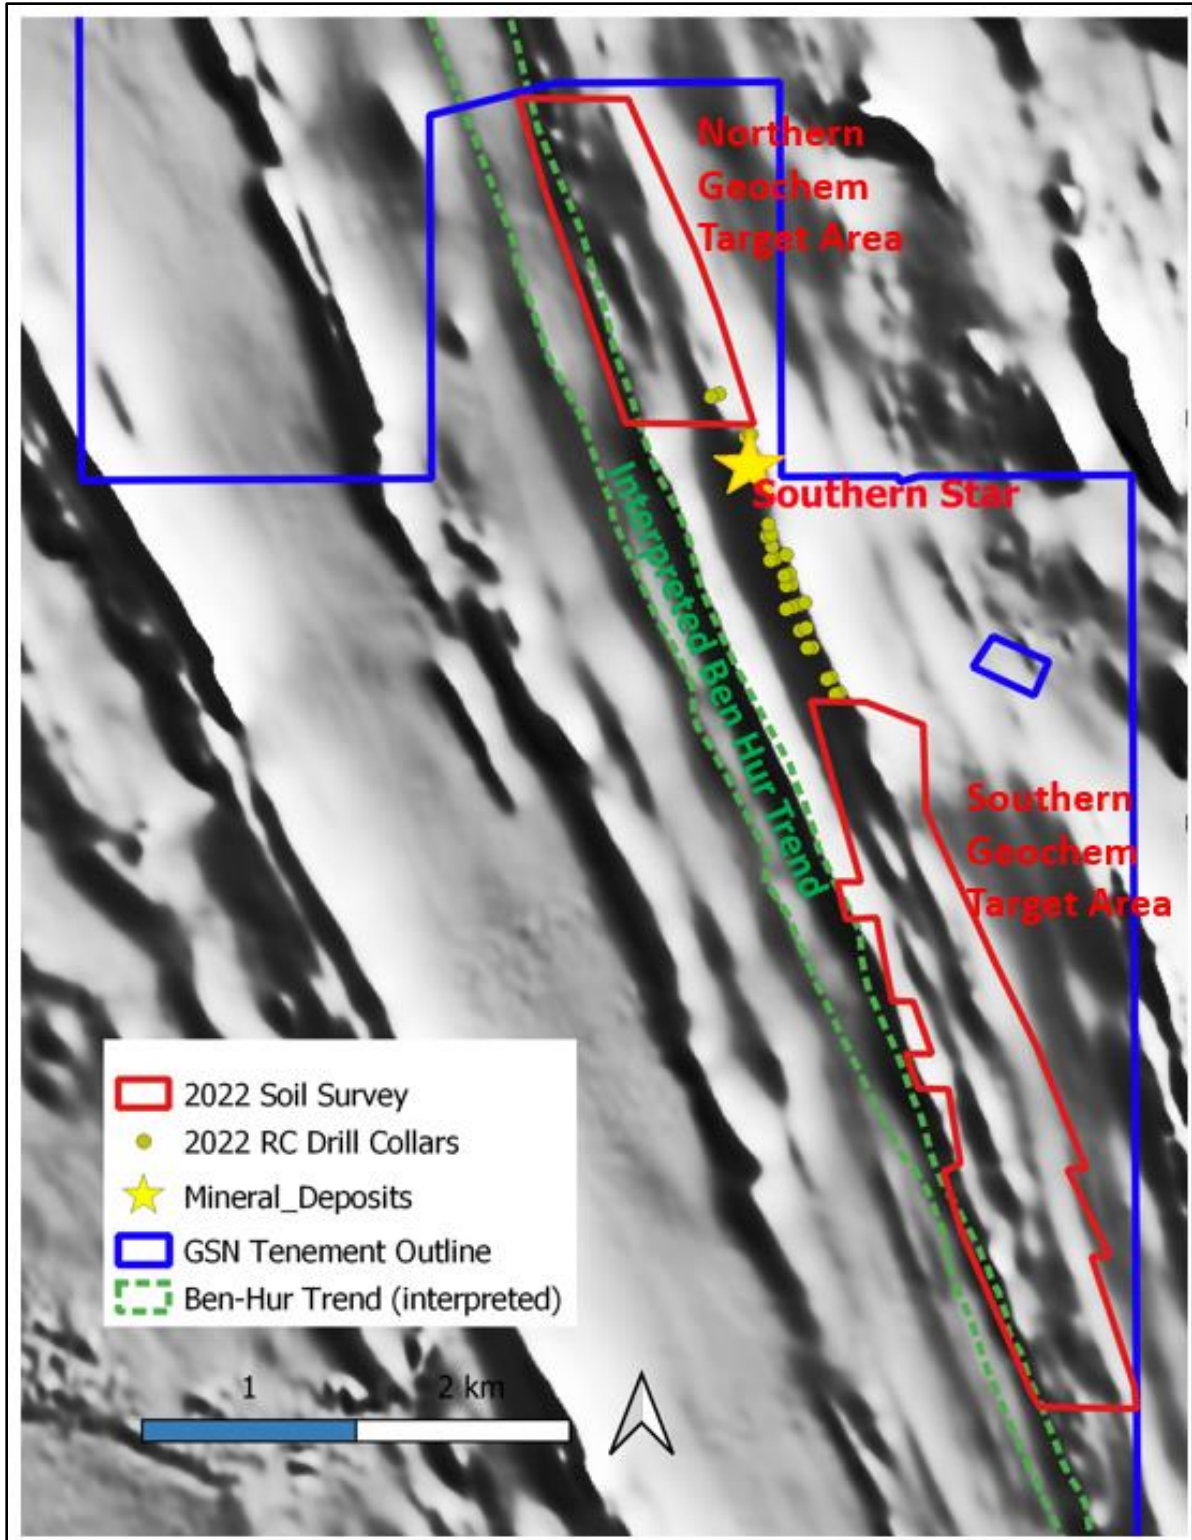 Northern
Geochem
Target Area
Southern Star
Interpreted Ben Hur Trend
Southern
Geochem
Target Area
2022 Soil Survey
2022 RC Drill Collars
Mineral_Deposits
GSN Tenement Outline
Ben-Hur Trend (interpreted)
1 2 km